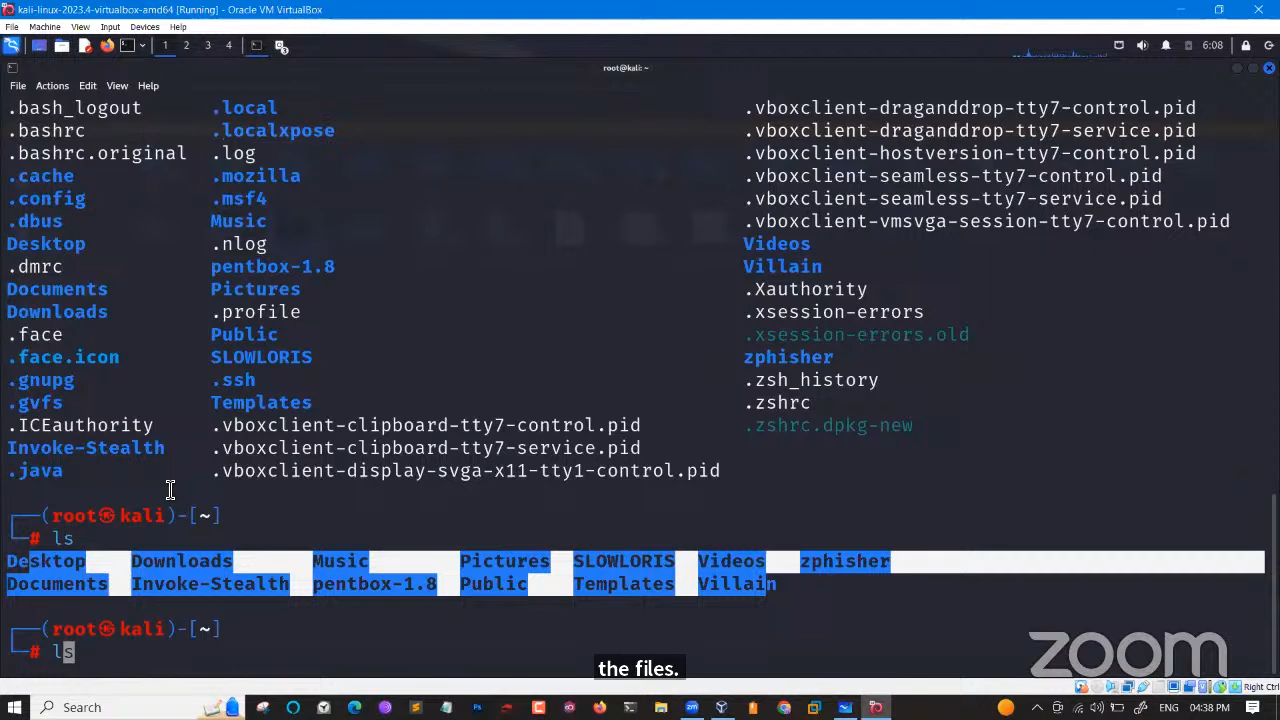 kali-linux-2023.4-virtualbox-amd64 [Running] - Oracle VM VirtualBox
File Machine View Input Devices Help
1 2 3 4 6:08
root@kali: ~
File Actions Edit View Help
.bash_logout .local .vboxclient-draganddrop-tty7-control.pid
.bashrc .localxpose .vboxclient-draganddrop-tty7-service.pid
.bashrc.original .log .vboxclient-hostversion-tty7-control.pid
.cache .mozilla .vboxclient-seamless-tty7-control.pid
.config .msf4 .vboxclient-seamless-tty7-service.pid
.dbus Music .vboxclient-vmsvga-session-tty7-control.pid
Desktop .nlog Videos
.dmrc pentbox-1.8 Villain
Documents Pictures .Xauthority
Downloads .profile .xsession-errors
.face Public .xsession-errors.old
.face.icon SLOWLORIS zphisher
.gnupg .ssh .zsh_history
.gvfs Templates .zshrc
.ICEauthority .vboxclient-clipboard-tty7-control.pid .zshrc.dpkg-new
Invoke-Stealth .vboxclient-clipboard-tty7-service.pid
.java .vboxclient-display-svga-x11-tty1-control.pid
(root㉿kali)-[~]
# ls
Desktop Downloads Music Pictures SLOWLORIS Videos zphisher
Documents Invoke-Stealth pentbox-1.8 Public Templates Villain
(root㉿kali)-[~]
# ls
zoom
the files.
Right Ctrl
Search ENG 04:38 PM